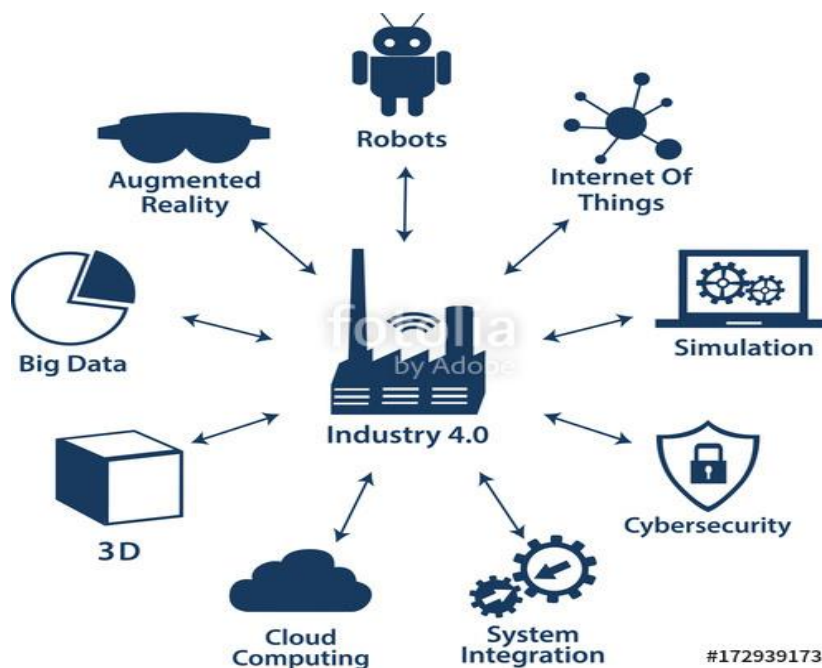 Robots
Augmented
Reality
Internet Of
Things
Big Data
fotolia
by Adobe
Simulation
Industry 4.0
3D
Cybersecurity
Cloud
Computing
System
Integration
#172939173